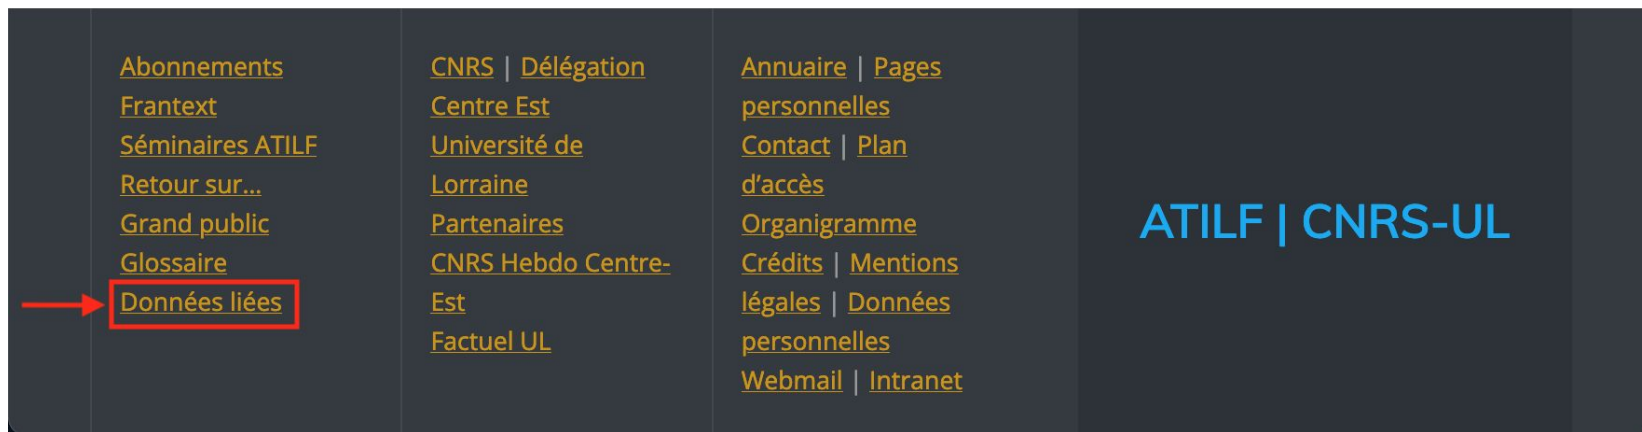 Abonnements
Frantext
Séminaires ATILF
Retour sur...
Grand public
Glossaire
Données liées
CNRS | Délégation
Centre Est
Université de
Lorraine
Partenaires
CNRS Hebdo Centre-
Est
Factuel UL
Annuaire | Pages
personnelles
Contact | Plan
d’accès
Organigramme
Crédits | Mentions
légales | Données
personnelles
Webmail | Intranet
ATILF | CNRS-UL